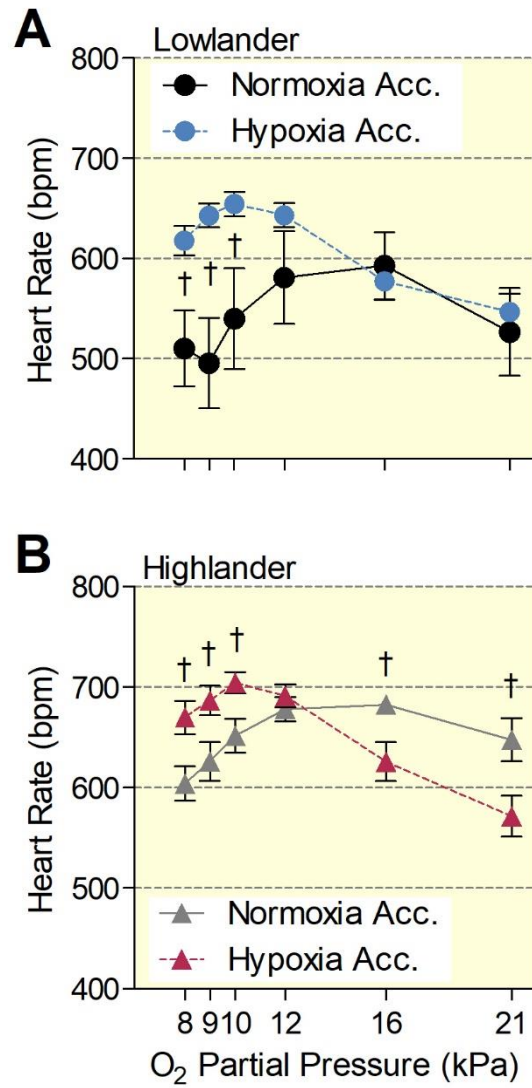 A
Lowlander
800
Normoxia Acc.
Hypoxia Acc.
700
600
500
400
Heart Rate (bpm)
† † †
B
Highlander
800
700
600
500
400
Heart Rate (bpm)
† † † † †
Normoxia Acc.
Hypoxia Acc.
8 9 10 12 16 21
O₂ Partial Pressure (kPa)